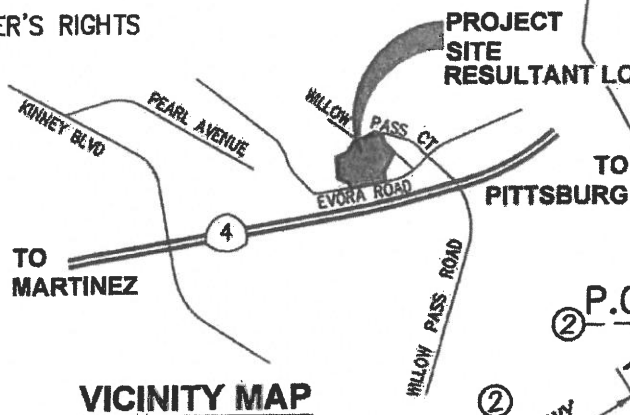 ER'S RIGHTS
PROJECT
SITE
RESULTANT LO
KINNEY BLVD
PEARL AVENUE
WILLOW PASS CT
EVORA ROAD
TO
PITTSBURG
4
TO
MARTINEZ
WILLOW PASS ROAD
P.O
2
2
WY
VICINITY MAP